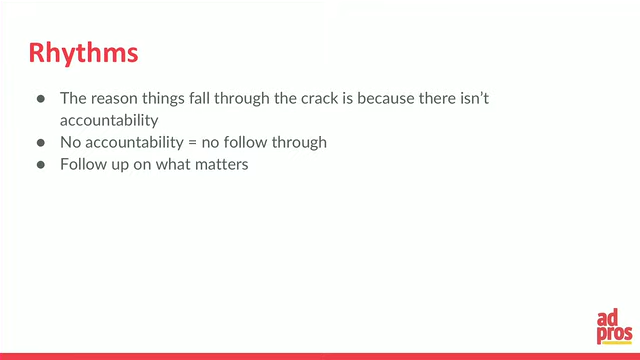 Rhythms
● The reason things fall through the crack is because there isn't
accountability
● No accountability = no follow through
● Follow up on what matters
ad
pros